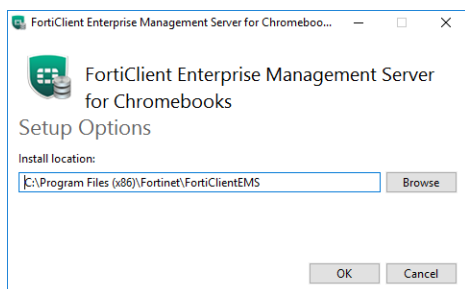 FortiClient Enterprise Management Server for Chromeboo...
FortiClient Enterprise Management Server
for Chromebooks
Setup Options
Install location:
C:\Program Files (x86)\Fortinet\FortiClientEMS
Browse
OK
Cancel